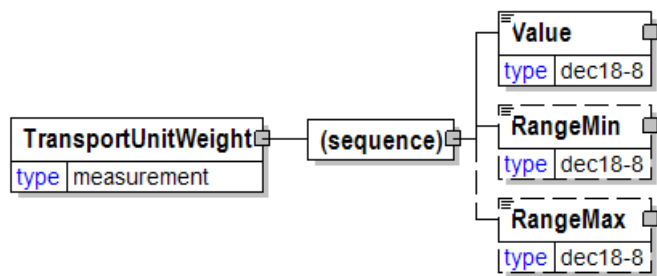 Value
type dec18-8
TransportUnitWeight
type measurement
(sequence)
RangeMin
type dec18-8
RangeMax
type dec18-8